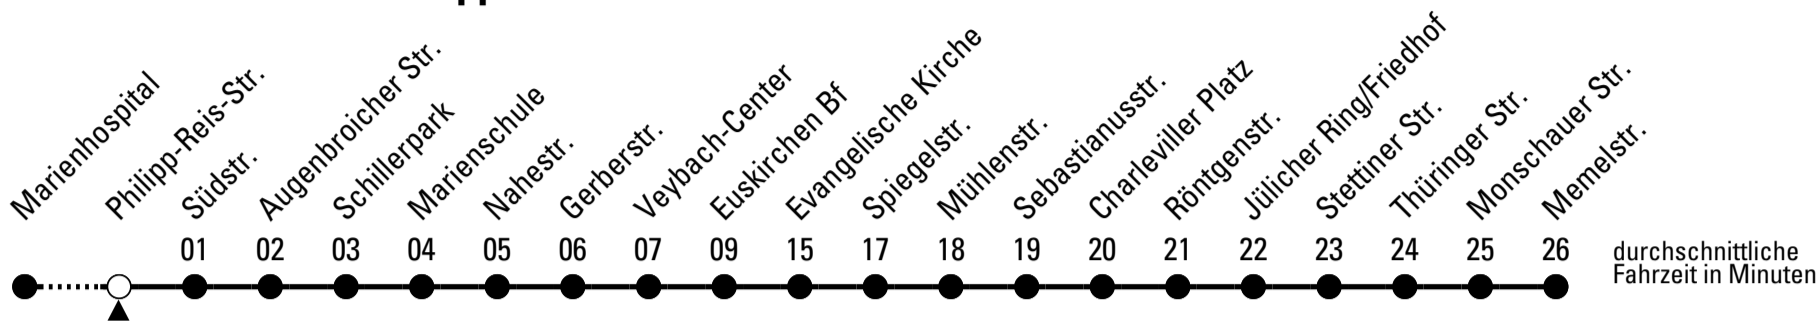 Marienhospital
Philipp-Reis-Str.
Südstr.
Augenbroicher Str.
Schillerpark
Marienschule
Nahestr.
Gerberstr.
Veybach-Center
Euskirchen Bf
Evangelische Kirche
Spiegelstr.
Mühlenstr.
Sebastianusstr.
Charleviller Platz
Röntgenstr.
Jülicher Ring/Friedhof
Stettiner Str.
Thüringer Str.
Monschauer Str.
Memelstr.
01 02 03 04 05 06 07 09 15 17 18 19 20 21 22 23 24 25 26
durchschnittliche
Fahrzeit in Minuten